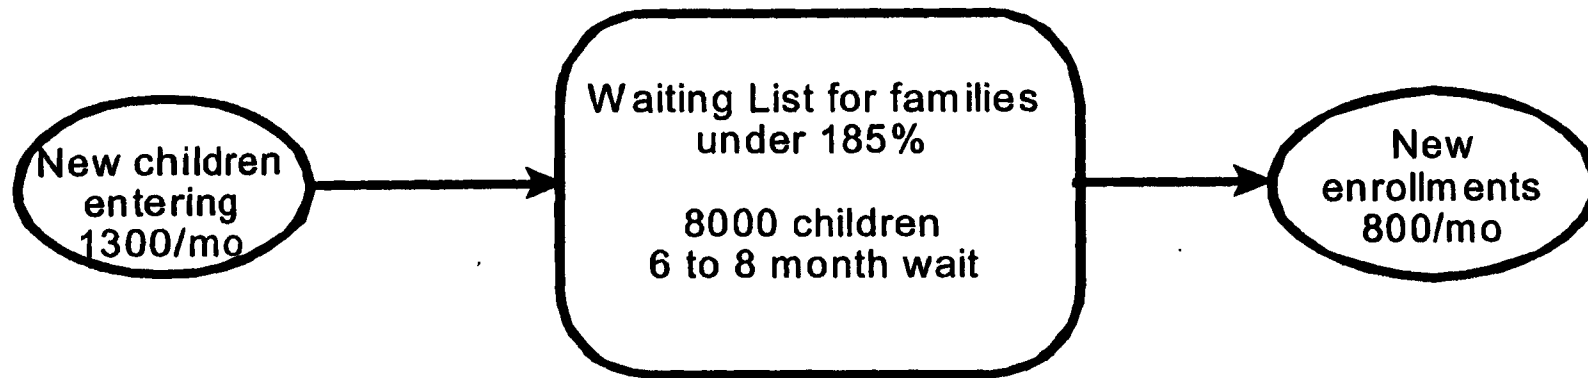 New children
entering
1300/mo
Waiting List for families
under 185%
8000 children
6 to 8 month wait
New
enrollments
800/mo